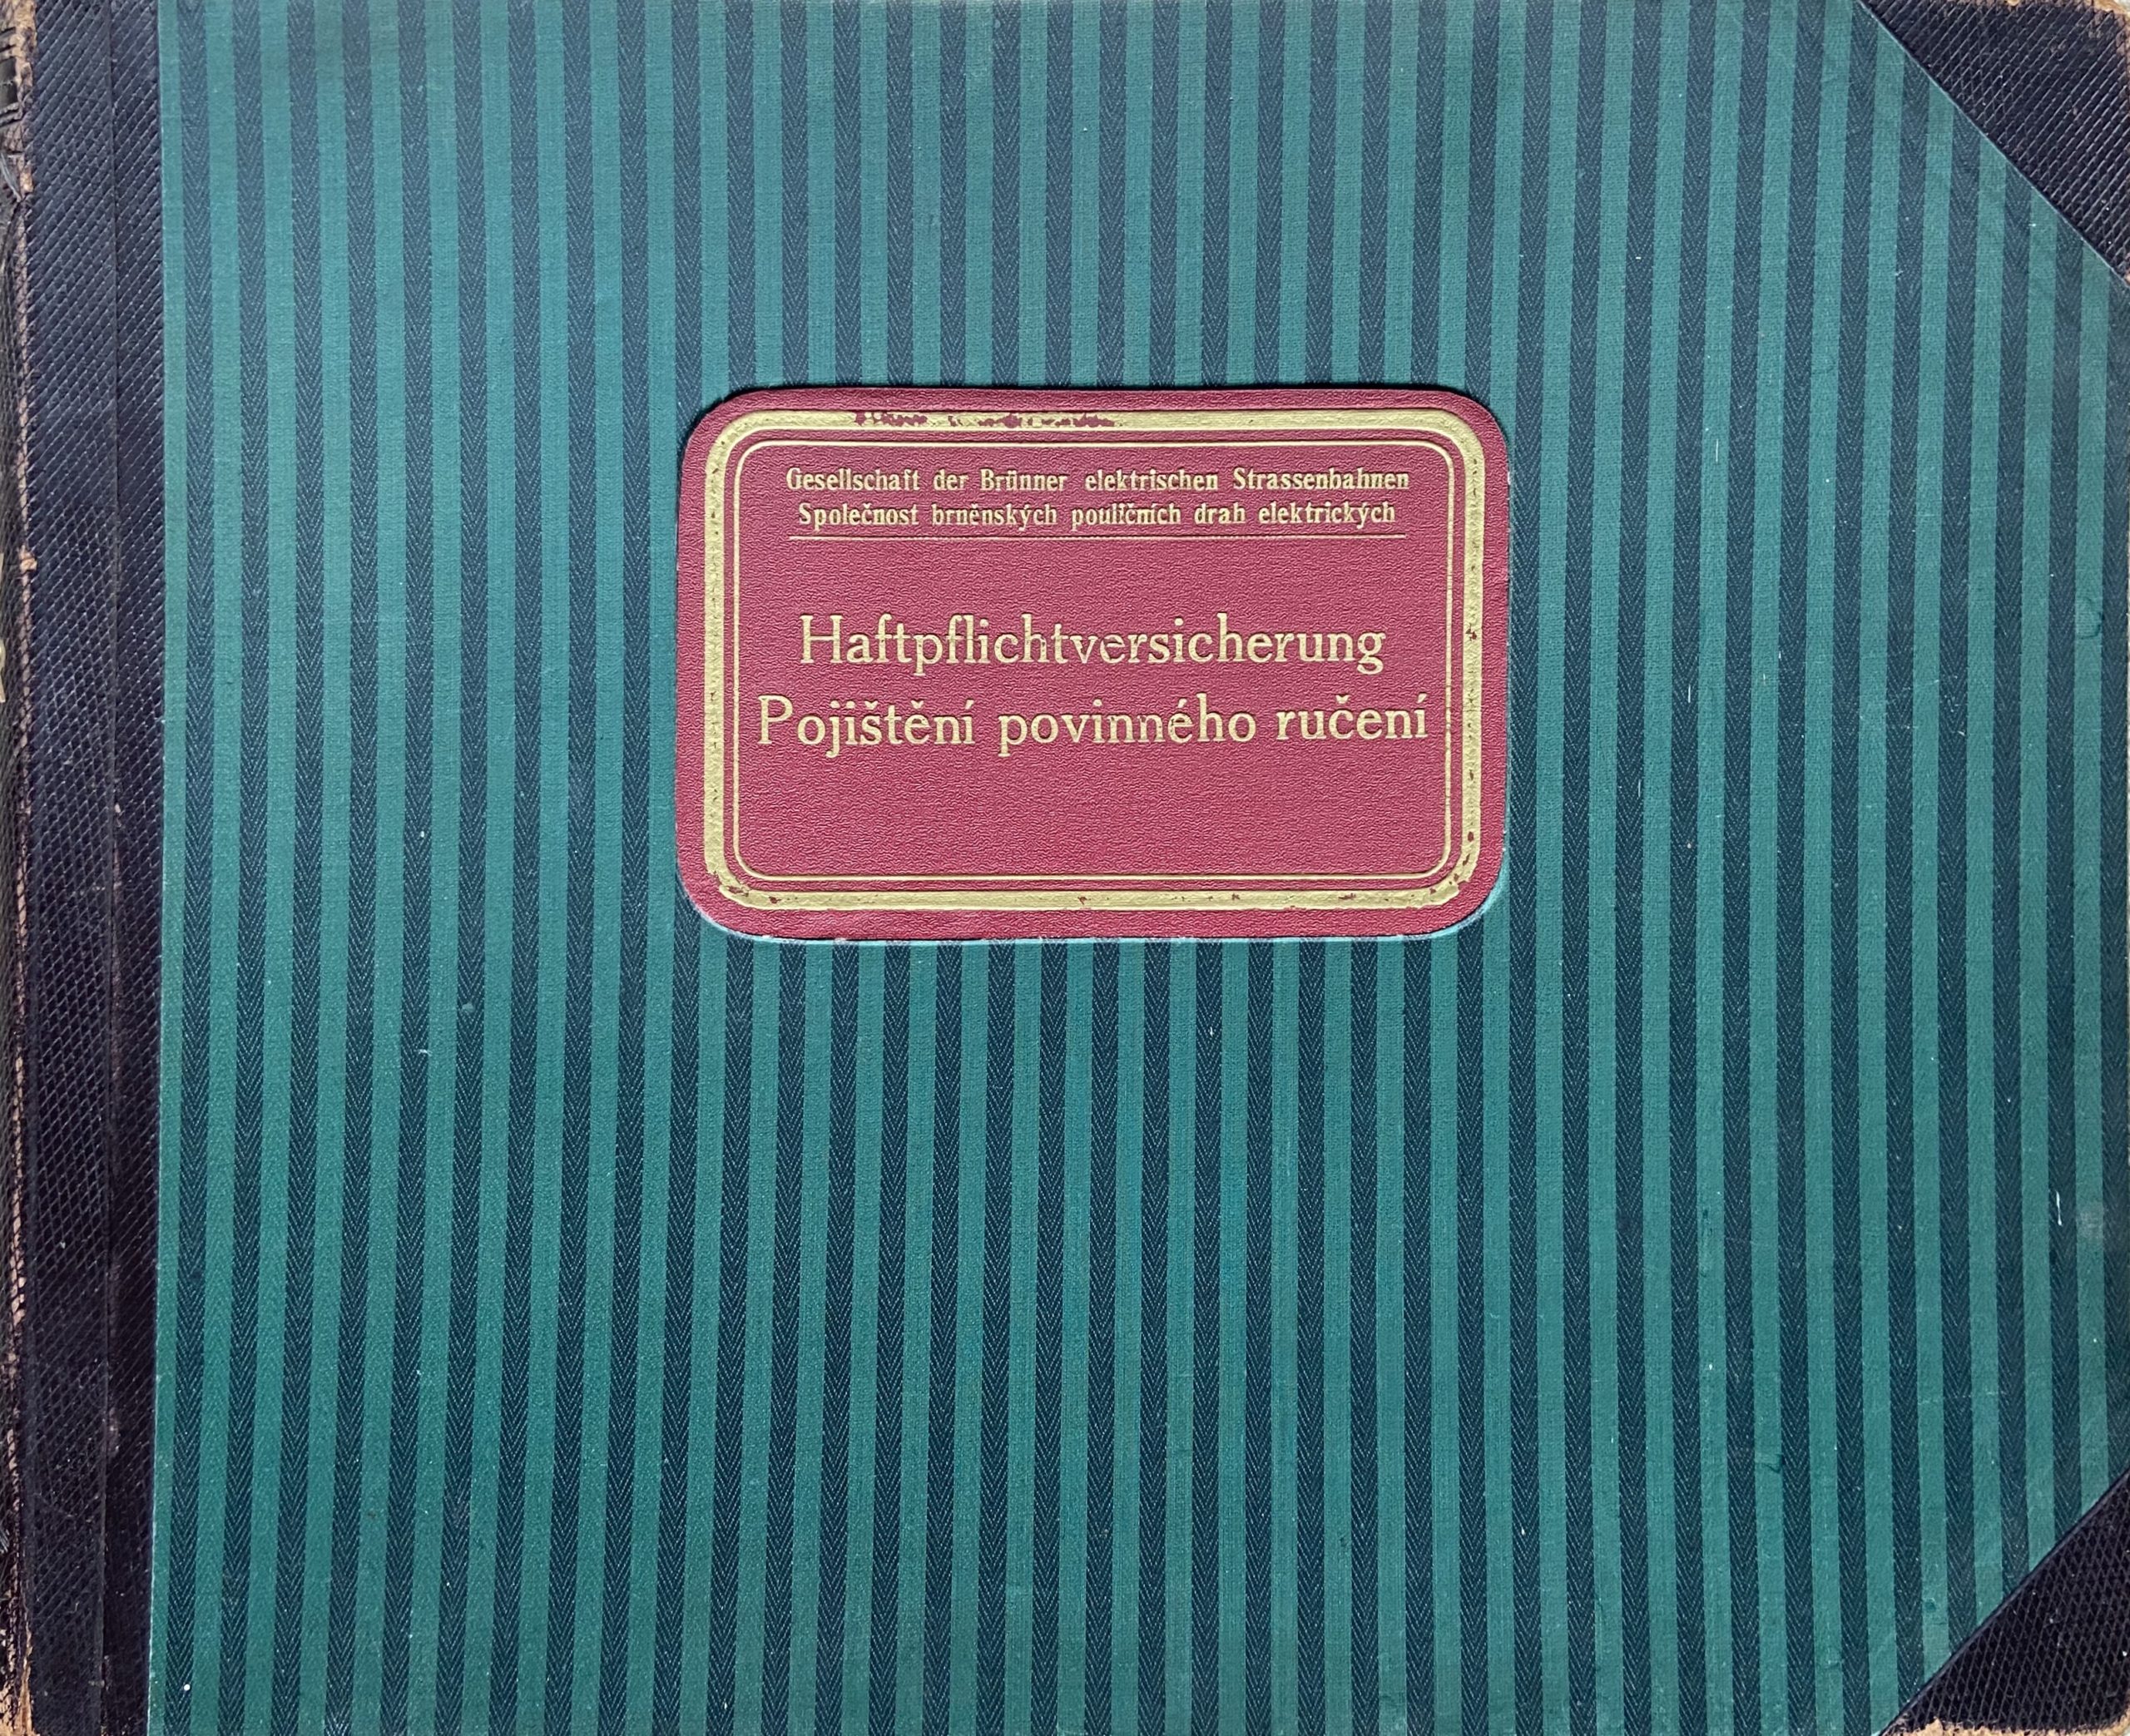 Gesellschaft der Brünner elektrischen Strassenbahnen
Společnost brněnských pouličních drah elektrických
Haftpflichtversicherung
Pojištění povinného ručení